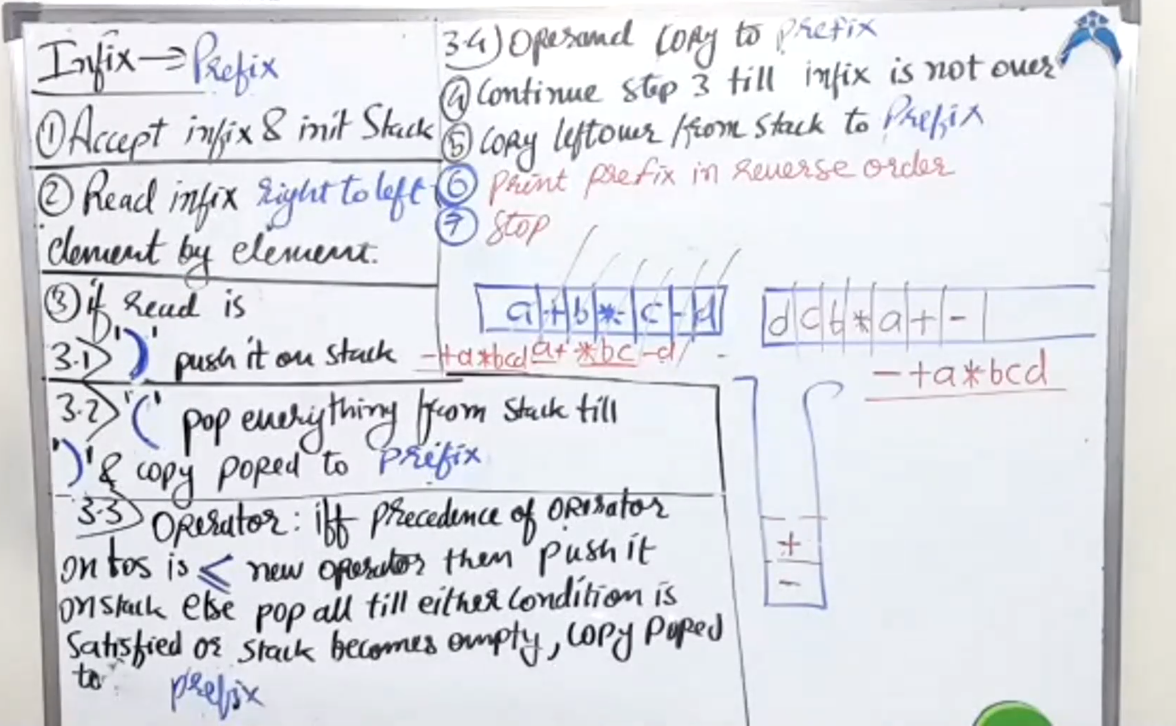 Infix → Prefix
① Accept infix & init Stack
② Read infix right to left
element by element.
③ if read is
3.1> ")" push it on stack
3.2> "(" pop everything from stack till
")" & copy poped to prefix
3.3> Operator: iff precedence of operator
on tos is ≤ new operator then push it
on stack else pop all till either condition is
satisfied or stack becomes empty, copy poped
to prefix
3.4) Operand copy to prefix
④ Continue step 3 till infix is not over
⑤ copy leftover from stack to Prefix
⑥ print prefix in reverse order
⑦ stop
a + b * c - d
-+a*bcd a+ *bc -d
d c b * a + -
-+a*bcd
+
-